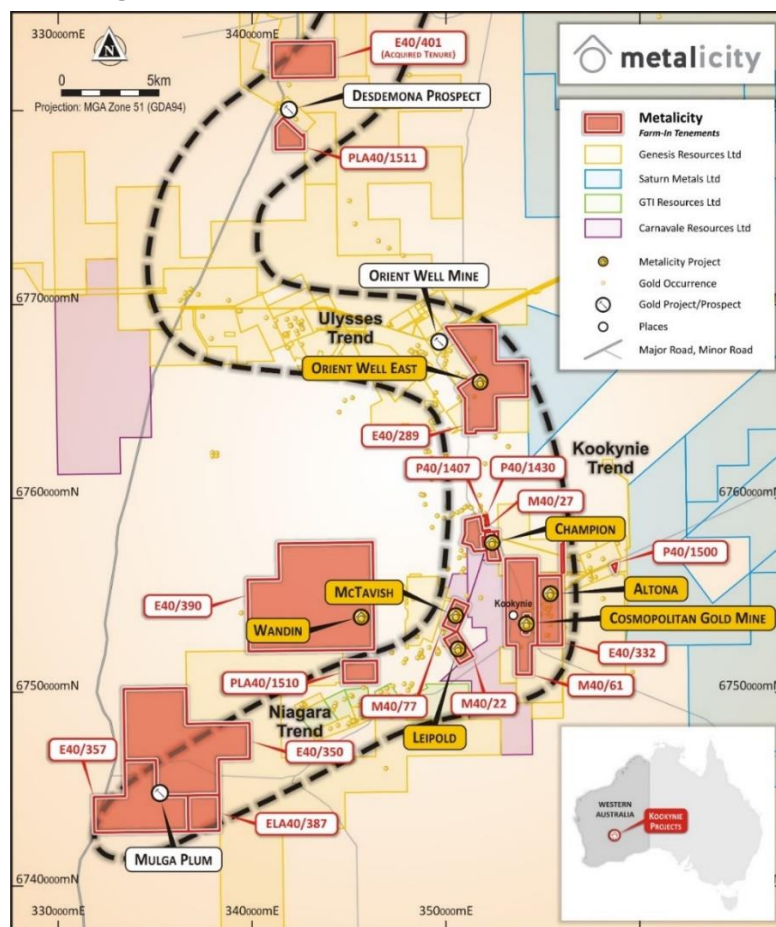 330000mE
340000mE
N
0 5km
Projection: MGA Zone 51 (GDA94)
E40/401
(ACQUIRED TENURE)
DESDEMONA PROSPECT
PLA40/1511
metalicity
METALICITY
Farm-In Tenements
Genesis Resources Ltd
Saturn Metals Ltd
GTI Resources Ltd
Carnavale Resources Ltd
Metalicity Project
Gold Occurrence
Gold Project/Prospect
Places
Major Road, Minor Road
6770000mN
ORIENT WELL MINE
Ulysses
Trend
ORIENT WELL EAST
E40/289
Kookynie
Trend
P40/1407
P40/1430
M40/27
6760000mN
6760000mN
CHAMPION
P40/1500
MCTAVISH
E40/390
WANDIN
Kookynie
ALTONA
COSMOPOLITAN GOLD MINE
E40/332
PLA40/1510
M40/77
M40/22
M40/61
6750000mN
6750000mN
Niagara
Trend
LEIPOLD
E40/357
E40/350
ELA40/387
MULGA PLUM
WESTERN
AUSTRALIA
KOOKYNIE
PROJECTS
6740000mN
330000mE
340000mE
350000mE